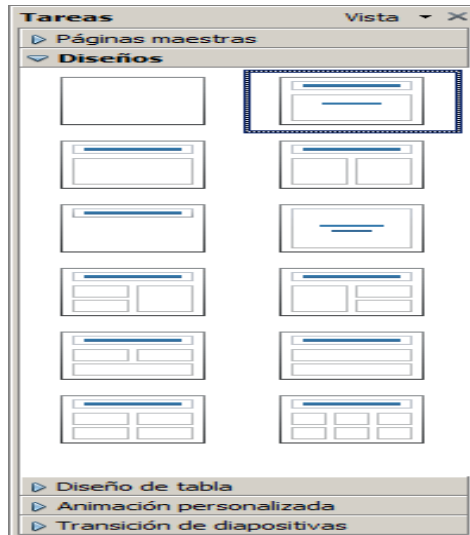 Tareas Vista
Páginas maestras
Diseños
Diseño de tabla
Animación personalizada
Transición de diapositivas